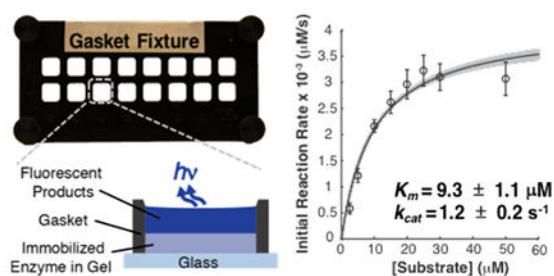 Gasket Fixture
hν
Fluorescent
Products
Gasket
Immobilized
Enzyme in Gel
Glass
Initial Reaction Rate x 10⁻³ (μM/s)
4
3.5
3
2.5
2
1.5
1
0.5
0
0 10 20 30 40 50 60
[Substrate] (μM)
Km = 9.3 ± 1.1 μM
kcat = 1.2 ± 0.2 s⁻¹